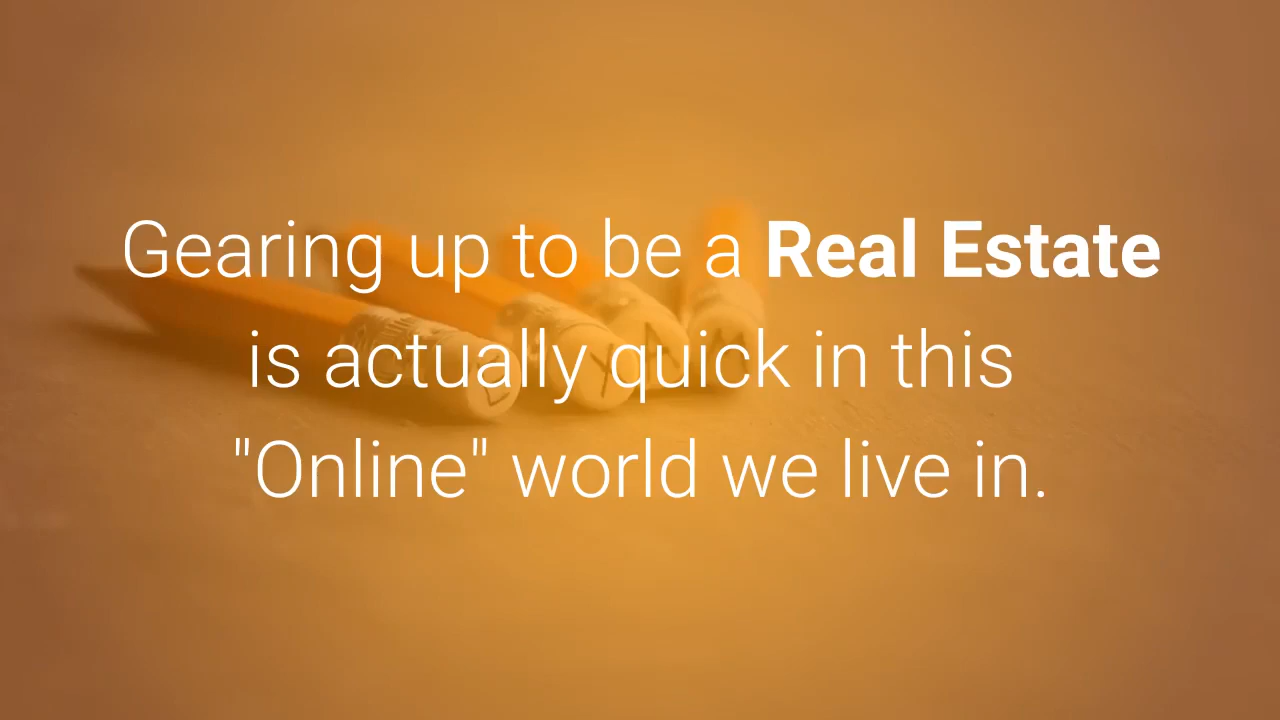 Gearing up to be a Real Estate
is actually quick in this
"Online" world we live in.